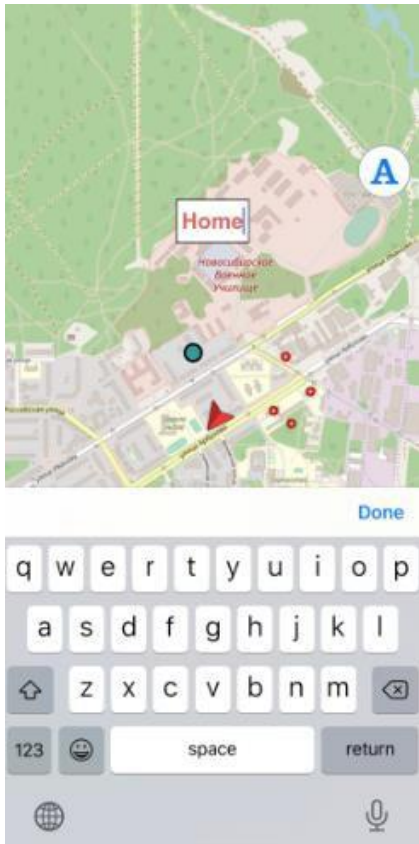 A
Home
Новосибирское
Военное
Училище
Done
q w e r t y u i o p
a s d f g h j k l
z x c v b n m
123 space return